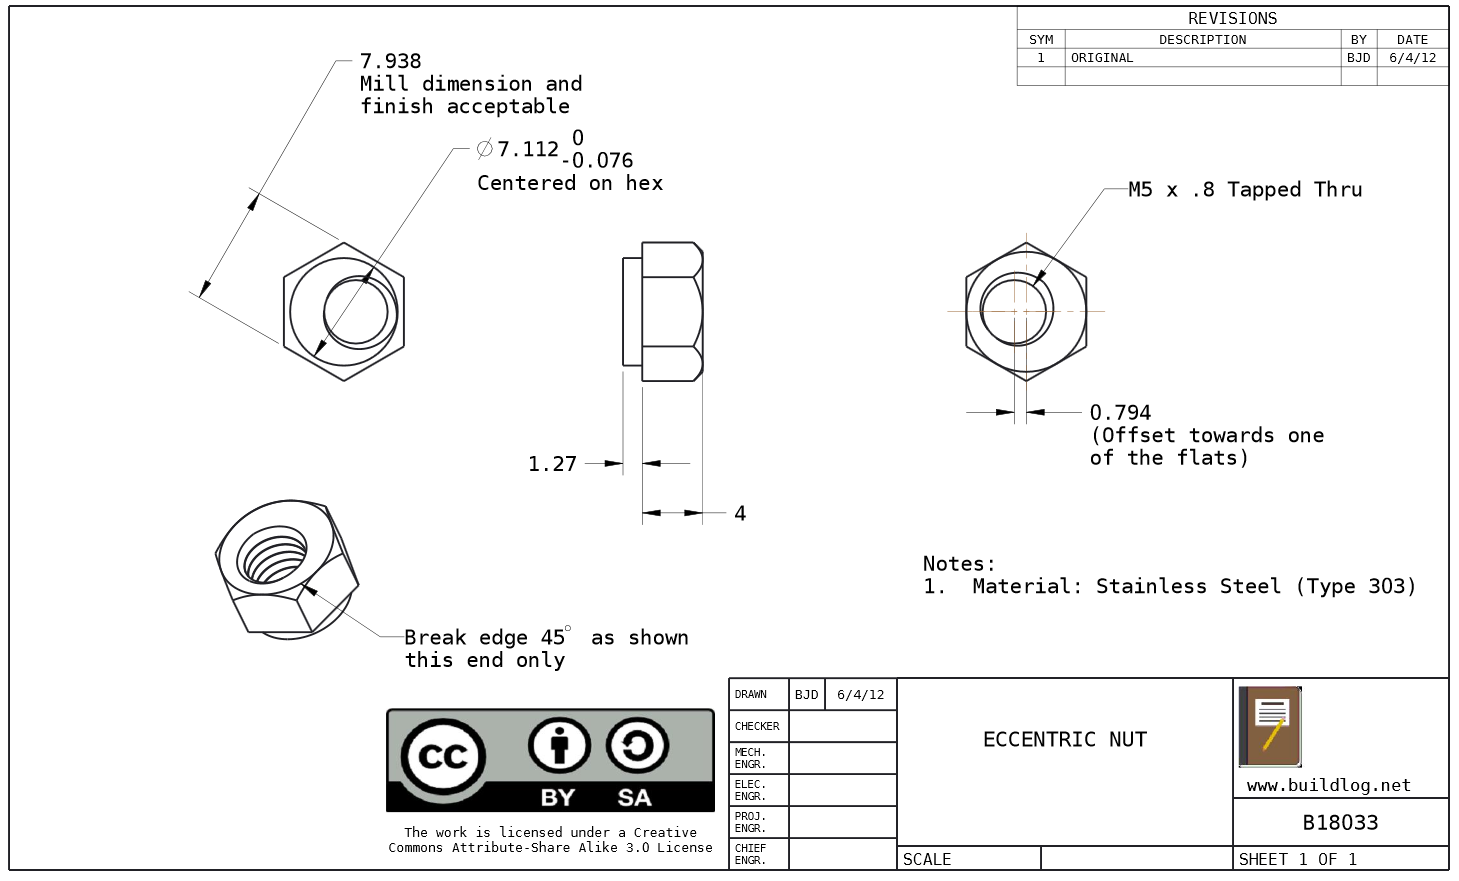 REVISIONS
SYM DESCRIPTION BY DATE
1 ORIGINAL BJD 6/4/12
7.938
Mill dimension and
finish acceptable
∅7.112 0 -0.076
Centered on hex
M5 x .8 Tapped Thru
0.794
(Offset towards one
of the flats)
1.27
4
Notes:
1. Material: Stainless Steel (Type 303)
Break edge 45° as shown
this end only
cc
BY SA
The work is licensed under a Creative
Commons Attribute-Share Alike 3.0 License
DRAWN BJD 6/4/12
CHECKER
MECH.
ENGR.
ELEC.
ENGR.
PROJ.
ENGR.
CHIEF
ENGR.
ECCENTRIC NUT
SCALE
www.buildlog.net
B18033
SHEET 1 OF 1